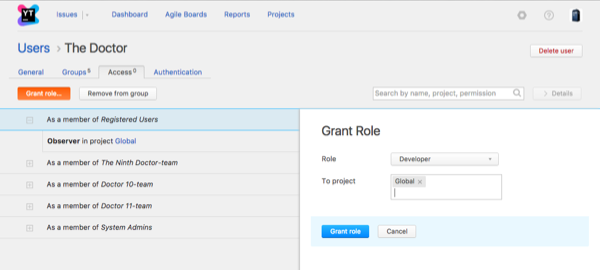 YT
Issues Dashboard Agile Boards Reports Projects
Users > The Doctor
Delete user
General Groups 5 Access 0 Authentication
Grant role... Remove from group
Search by name, project, permission
> Details
As a member of Registered Users
Observer in project Global
As a member of The Ninth Doctor-team
As a member of Doctor 10-team
As a member of Doctor 11-team
As a member of System Admins
Grant Role
Role Developer
To project Global ×
Grant role Cancel